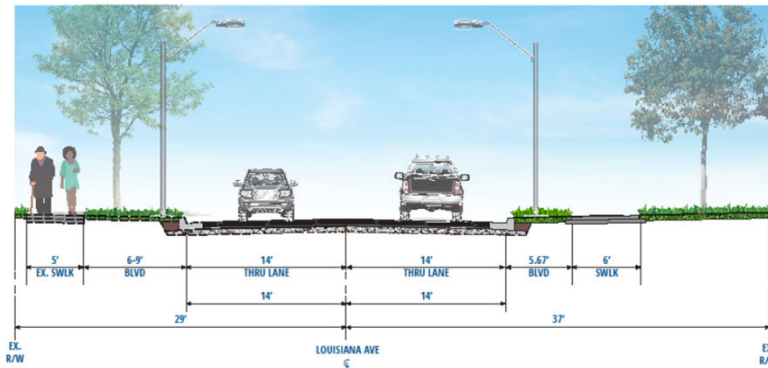 5' 6-9' 14' 14' 5.67' 6'
EX. SWLK BLVD THRU LANE THRU LANE BLVD SWLK
14' 14'
29' 37'
EX.
R/W
LOUISIANA AVE
℄
EX.
R/